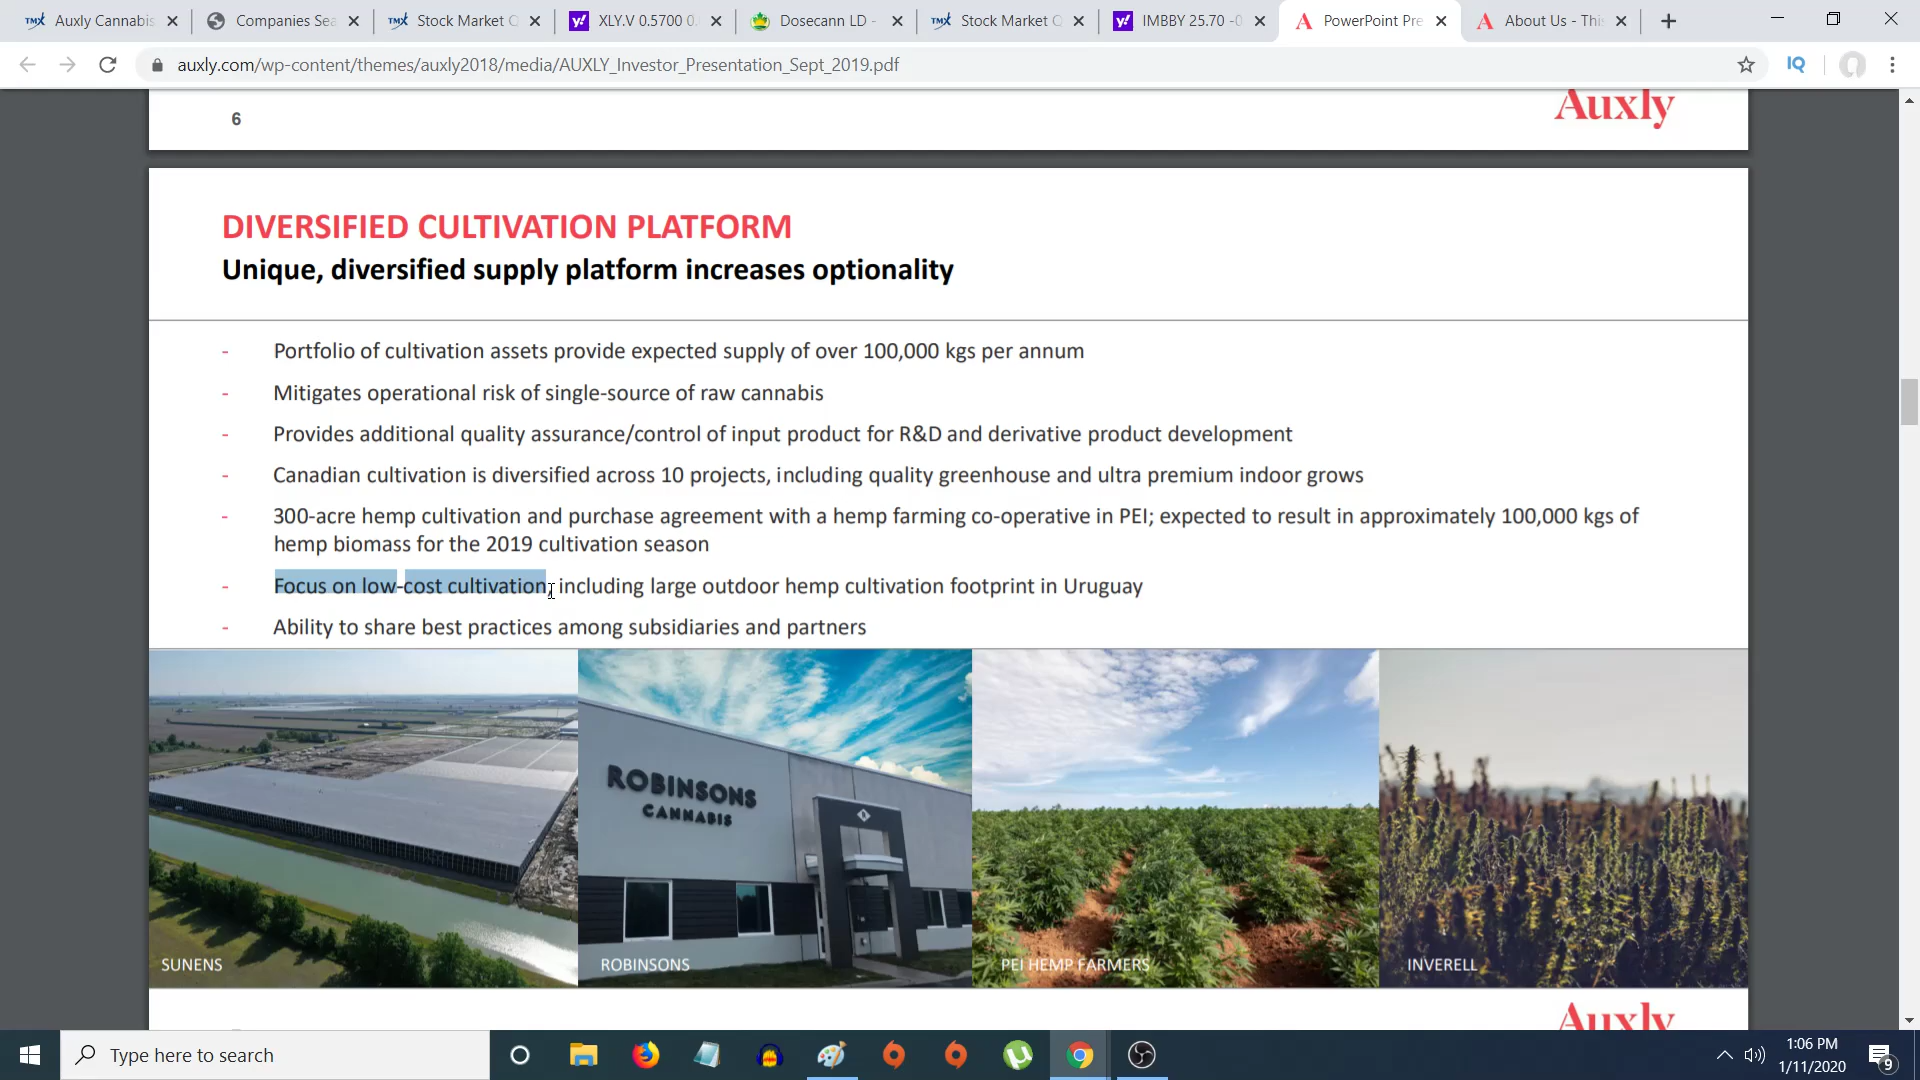 Auxly Cannabis
Companies Sea
Stock Market Q
XLY.V 0.5700 0.
Dosecann LD -
Stock Market Q
IMBBY 25.70 -0
PowerPoint Pre
About Us - This
auxly.com/wp-content/themes/auxly2018/media/AUXLY_Investor_Presentation_Sept_2019.pdf
IQ
6
Auxly
DIVERSIFIED CULTIVATION PLATFORM
Unique, diversified supply platform increases optionality
- Portfolio of cultivation assets provide expected supply of over 100,000 kgs per annum
- Mitigates operational risk of single-source of raw cannabis
- Provides additional quality assurance/control of input product for R&D and derivative product development
- Canadian cultivation is diversified across 10 projects, including quality greenhouse and ultra premium indoor grows
- 300-acre hemp cultivation and purchase agreement with a hemp farming co-operative in PEI; expected to result in approximately 100,000 kgs of
hemp biomass for the 2019 cultivation season
- Focus on low-cost cultivation, including large outdoor hemp cultivation footprint in Uruguay
- Ability to share best practices among subsidiaries and partners
ROBINSONS
CANNABIS
SUNENS
ROBINSONS
PEI HEMP FARMERS
INVERELL
Auxly
Type here to search
1:06 PM
1/11/2020
9